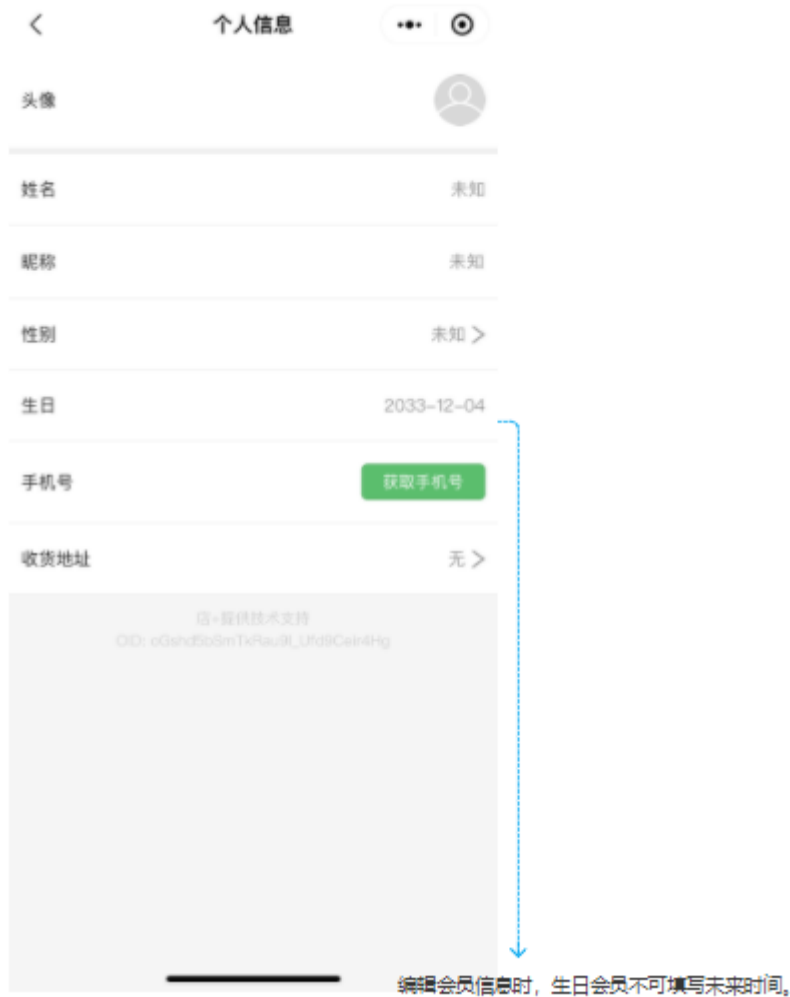 个人信息
头像
姓名 未知
昵称 未知
性别 未知
生日 2033-12-04
手机号 获取手机号
收货地址 无
店+提供技术支持
OID:
编辑会员信息时，生日会员不可填写未来时间。